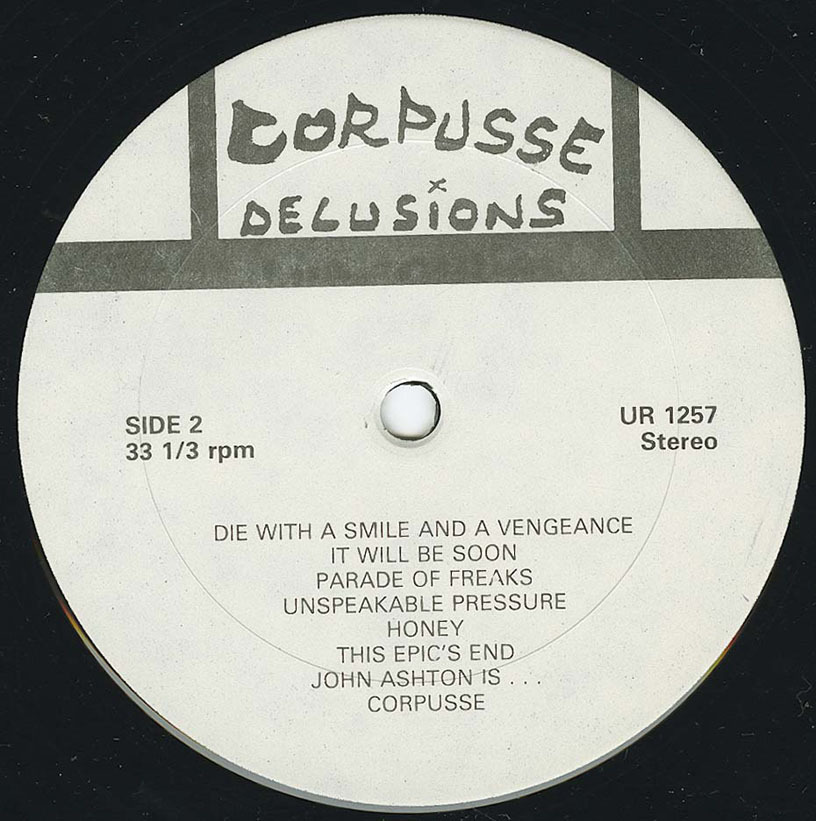 CORPUSSE
DELUSIONS
SIDE 2
33 1/3 rpm
UR 1257
Stereo
DIE WITH A SMILE AND A VENGEANCE
IT WILL BE SOON
PARADE OF FREAKS
UNSPEAKABLE PRESSURE
HONEY
THIS EPIC'S END
JOHN ASHTON IS . . .
CORPUSSE